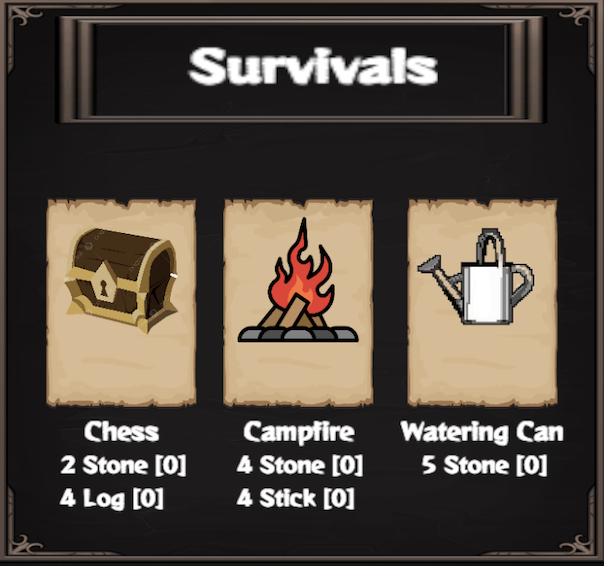 Survivals
Chess
2 Stone [0]
4 Log [0]
Campfire
4 Stone [0]
4 Stick [0]
Watering Can
5 Stone [0]